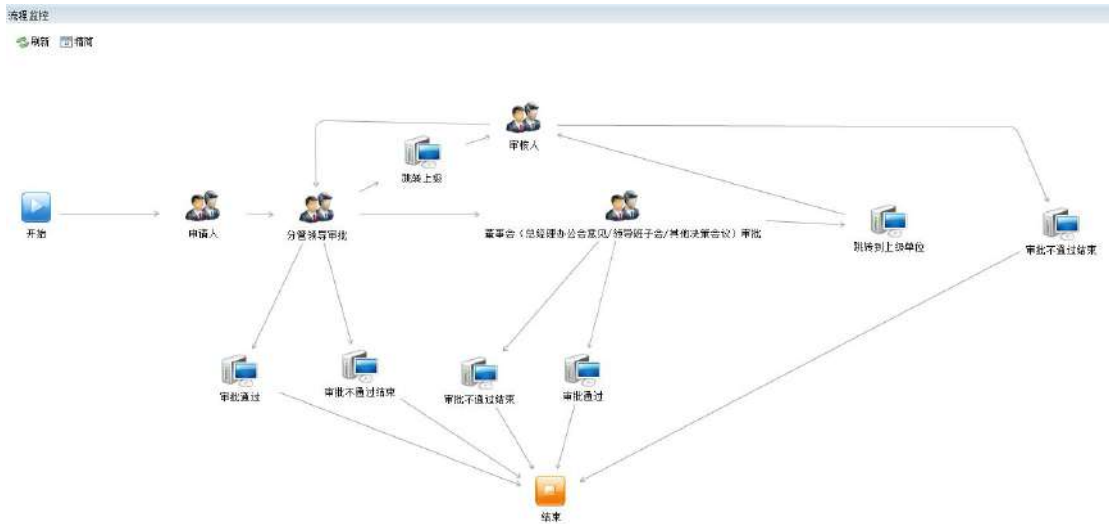 流程监控
刷新 精简
审核人
跳转上级
开始
申请人
分管领导审批
董事会（总经理办公会意见/领导班子会/其他决策会议）审批
跳转到上级单位
审批不通过结束
审批通过
审批不通过结束
审批不通过结束
审批通过
结束